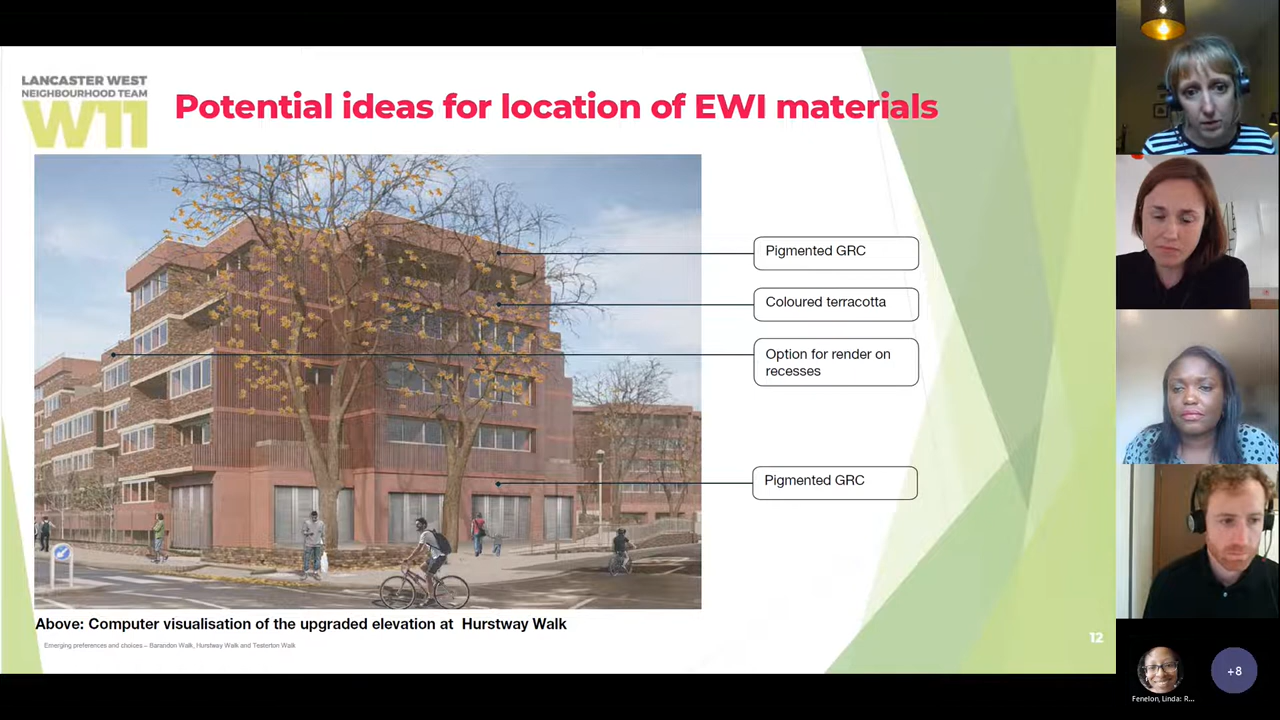 LANCASTER WEST
NEIGHBOURHOOD TEAM
W11
Potential ideas for location of EWI materials
Pigmented GRC
Coloured terracotta
Option for render on
recesses
Pigmented GRC
Above: Computer visualisation of the upgraded elevation at Hurstway Walk
Emerging preferences and choices – Barandon Walk, Hurstway Walk and Testerton Walk
12
Fenelon, Linda: R...
+8